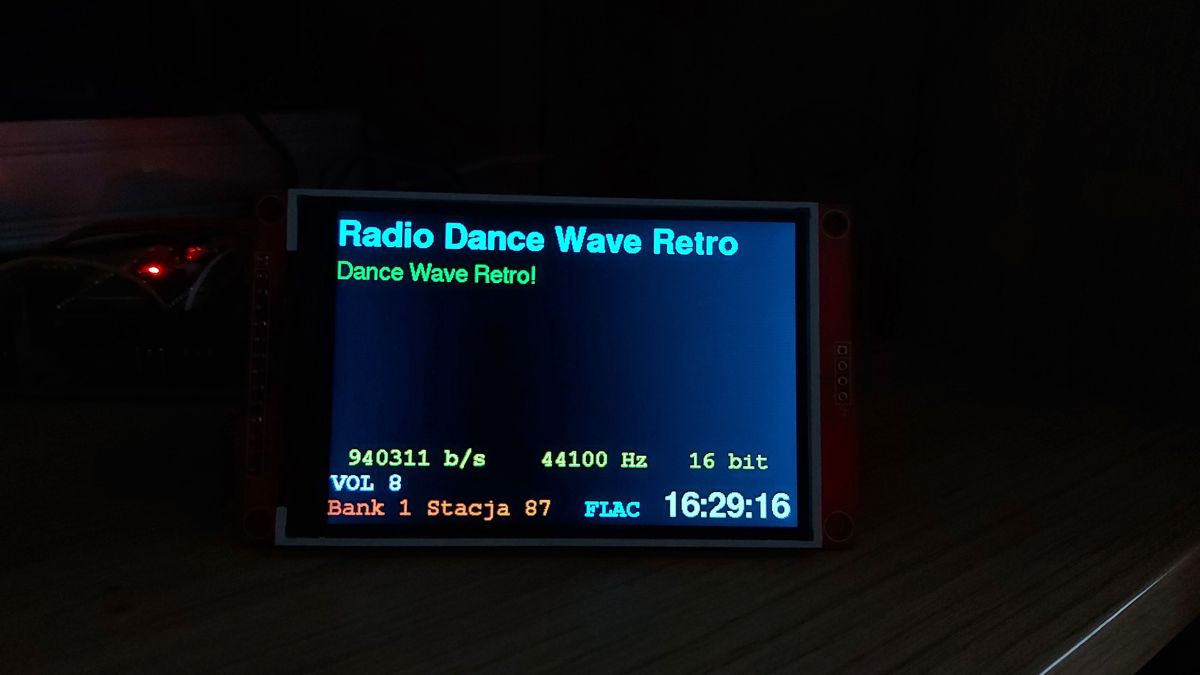 Radio Dance Wave Retro
Dance Wave Retro!
940311 b/s 44100 Hz 16 bit
VOL 8
Bank 1 Stacja 87 FLAC 16:29:16